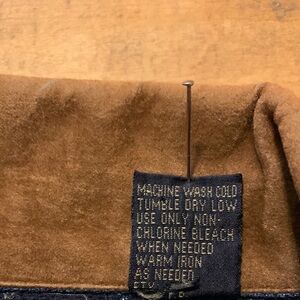 MACHINE WASH COLD
TUMBLE DRY LOW
USE ONLY NON-
CHLORINE BLEACH
WHEN NEEDED
WARM IRON
AS NEEDED